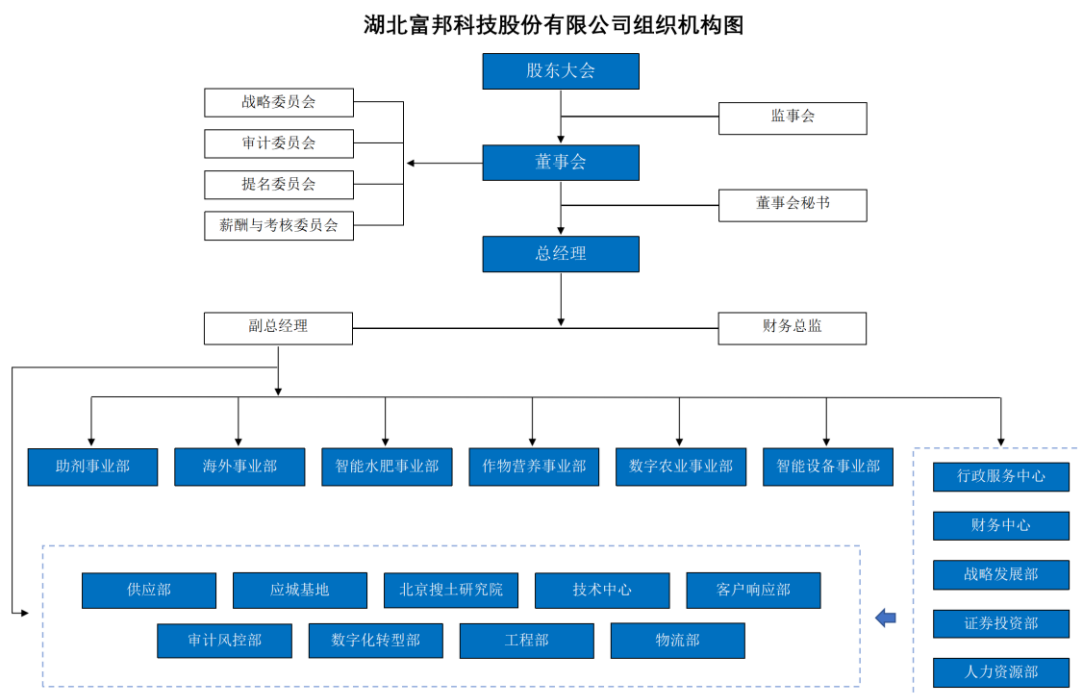 湖北富邦科技股份有限公司组织机构图
股东大会
战略委员会
监事会
审计委员会
董事会
提名委员会
董事会秘书
薪酬与考核委员会
总经理
副总经理
财务总监
助剂事业部
海外事业部
智能水肥事业部
作物营养事业部
数字农业事业部
智能设备事业部
行政服务中心
财务中心
战略发展部
证券投资部
人力资源部
供应部
应城基地
北京搜土研究院
技术中心
客户响应部
审计风控部
数字化转型部
工程部
物流部